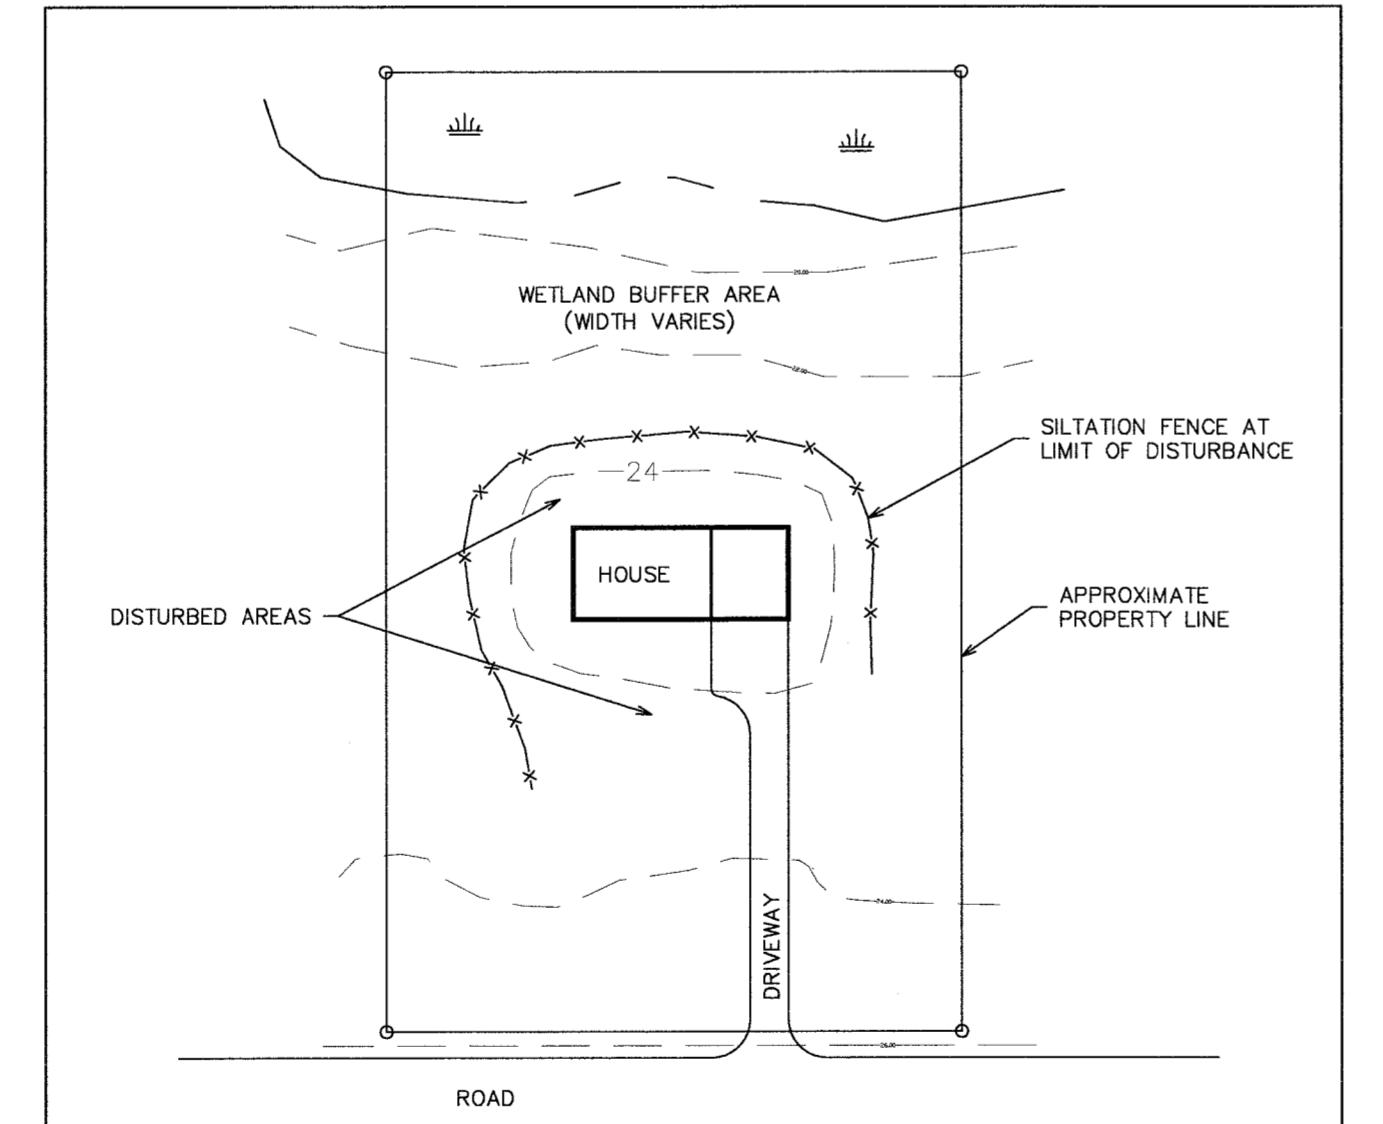 WETLAND BUFFER AREA
(WIDTH VARIES)
SILTATION FENCE AT
LIMIT OF DISTURBANCE
24
HOUSE
APPROXIMATE
PROPERTY LINE
DISTURBED AREAS
DRIVEWAY
ROAD